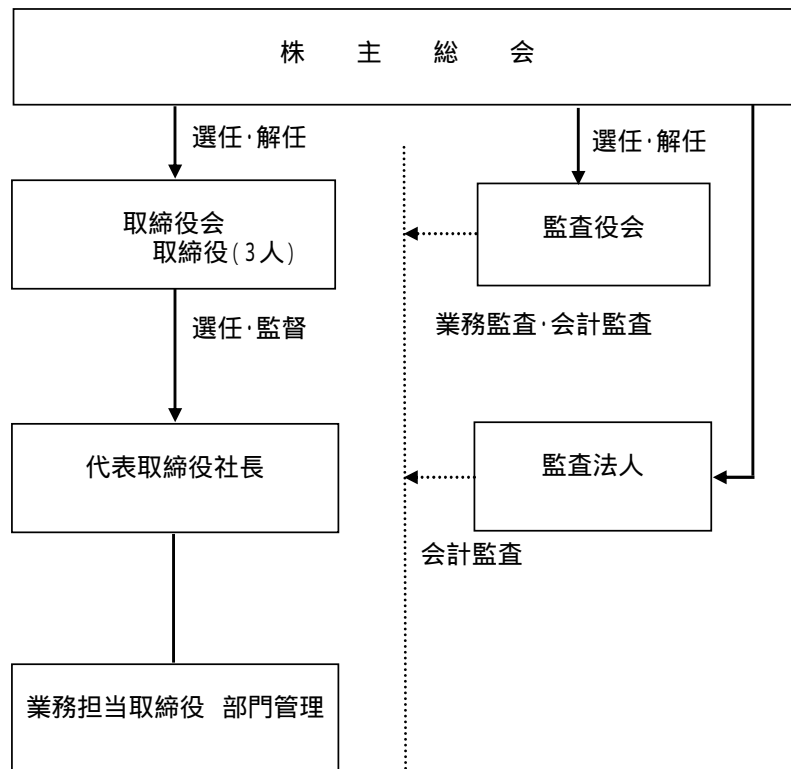 株 主 総 会
選任・解任
選任・解任
取締役会
取締役(3人)
監査役会
選任・監督
業務監査・会計監査
代表取締役社長
監査法人
会計監査
業務担当取締役 部門管理